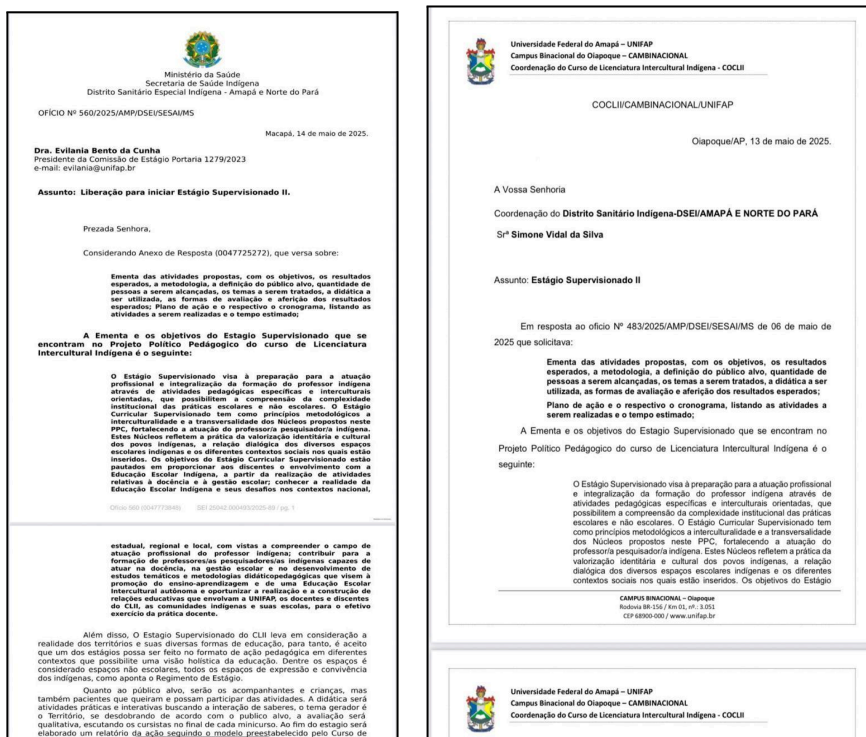 Ministério da Saúde
Secretaria de Saúde Indígena
Distrito Sanitário Especial Indígena - Amapá e Norte do Pará
OFÍCIO Nº 560/2025/AMP/DSEI/SESAI/MS
Macapá, 14 de maio de 2025.
Dra. Evilania Bento da Cunha
Presidente da Comissão de Estágio Portaria 1279/2023
e-mail: evilania@unifap.br
Assunto: Liberação para iniciar Estágio Supervisionado II.
Prezada Senhora,
Considerando Anexo de Resposta (0047725272), que versa sobre:
Ementa das atividades propostas, com os objetivos, os resultados
esperados, a metodologia, a definição do público alvo, quantidade de
pessoas a serem alcançadas, os temas a serem tratados, a didática a
ser utilizada, as formas de avaliação e aferição dos resultados
esperados; Plano de ação e o respectivo o cronograma, listando as
atividades a serem realizadas e o tempo estimado;
A Ementa e os objetivos do Estagio Supervisionado que se
encontram no Projeto Político Pedagógico do curso de Licenciatura
Intercultural Indígena é o seguinte:
O Estágio Supervisionado visa à preparação para a atuação
profissional e integralização da formação do professor indígena
através de atividades pedagógicas específicas e interculturais
orientadas, que possibilitem a compreensão da complexidade
institucional das práticas escolares e não escolares. O Estágio
Curricular Supervisionado tem como princípios metodológicos a
interculturalidade e a transversalidade dos Núcleos propostos neste
PPC, fortalecendo a atuação do professor/a pesquisador/a indígena.
Estes Núcleos refletem a prática da valorização identitária e cultural
dos povos indígenas, a relação dialógica dos diversos espaços
escolares indígenas e os diferentes contextos sociais nos quais estão
inseridos. Os objetivos do Estágio Curricular Supervisionado estão
pautados em proporcionar aos discentes o envolvimento com a
Educação Escolar Indígena, a partir da realização de atividades
relativas à docência e à gestão escolar; conhecer a realidade da
Educação Escolar Indígena e seus desafios nos contextos nacional,
Ofício 560 (0047773848) SEI 25042.000493/2025-89 / pg. 1
estadual, regional e local, com vistas a compreender o campo de
atuação profissional do professor indígena; contribuir para a
formação de professores/as pesquisadores/as indígenas capazes de
atuar na docência, na gestão escolar e no desenvolvimento de
estudos temáticos e metodologias didáticopedagógicas que visem à
promoção do ensino-aprendizagem e de uma Educação Escolar
Intercultural autônoma e oportunizar a realização e a construção de
relações educativas que envolvam a UNIFAP, os docentes e discentes
do CLII, as comunidades indígenas e suas escolas, para o efetivo
exercício da prática docente.
Além disso, O Estagio Supervisionado do CLII leva em consideração a
realidade dos territórios e suas diversas formas de educação, para tanto, é aceito
que um dos estágios possa ser feito no formato de ação pedagógica em diferentes
contextos que possibilite uma visão holística da educação. Dentre os espaços é
considerado espaços não escolares, todos os espaços de expressão e convivência
dos indígenas, como aponta o Regimento de Estágio.
Quanto ao público alvo, serão os acompanhantes e crianças, mas
também pacientes que queiram e possam participar das atividades. A didática será
atividades práticas e interativas buscando a interação de saberes, o tema gerador é
o Território, se desdobrando de acordo com o publico alvo, a avaliação será
qualitativa, escutando os cursistas no final de cada minicurso. Ao fim do estagio será
elaborado um relatório da ação seguindo o modelo preestabelecido pelo Curso de
Universidade Federal do Amapá – UNIFAP
Campus Binacional do Oiapoque – CAMBINACIONAL
Coordenação do Curso de Licenciatura Intercultural Indígena - COCLII
COCLII/CAMBINACIONAL/UNIFAP
Oiapoque/AP, 13 de maio de 2025.
A Vossa Senhoria
Coordenação do Distrito Sanitário Indígena-DSEI/AMAPÁ E NORTE DO PARÁ
Srª Simone Vidal da Silva
Assunto: Estágio Supervisionado II
Em resposta ao oficio Nº 483/2025/AMP/DSEI/SESAI/MS de 06 de maio de
2025 que solicitava:
Ementa das atividades propostas, com os objetivos, os resultados
esperados, a metodologia, a definição do público alvo, quantidade de
pessoas a serem alcançadas, os temas a serem tratados, a didática a ser
utilizada, as formas de avaliação e aferição dos resultados esperados;
Plano de ação e o respectivo o cronograma, listando as atividades a
serem realizadas e o tempo estimado;
A Ementa e os objetivos do Estagio Supervisionado que se encontram no
Projeto Político Pedagógico do curso de Licenciatura Intercultural Indígena é o
seguinte:
O Estágio Supervisionado visa à preparação para a atuação profissional
e integralização da formação do professor indígena através de
atividades pedagógicas específicas e interculturais orientadas, que
possibilitem a compreensão da complexidade institucional das práticas
escolares e não escolares. O Estágio Curricular Supervisionado tem
como princípios metodológicos a interculturalidade e a transversalidade
dos Núcleos propostos neste PPC, fortalecendo a atuação do
professor/a pesquisador/a indígena. Estes Núcleos refletem a prática da
valorização identitária e cultural dos povos indígenas, a relação
dialógica dos diversos espaços escolares indígenas e os diferentes
contextos sociais nos quais estão inseridos. Os objetivos do Estágio
CAMPUS BINACIONAL – Oiapoque
Rodovia BR-156 / Km 01, nº.: 3.051
CEP 68900-000 / www.unifap.br
Universidade Federal do Amapá – UNIFAP
Campus Binacional do Oiapoque – CAMBINACIONAL
Coordenação do Curso de Licenciatura Intercultural Indígena - COCLII